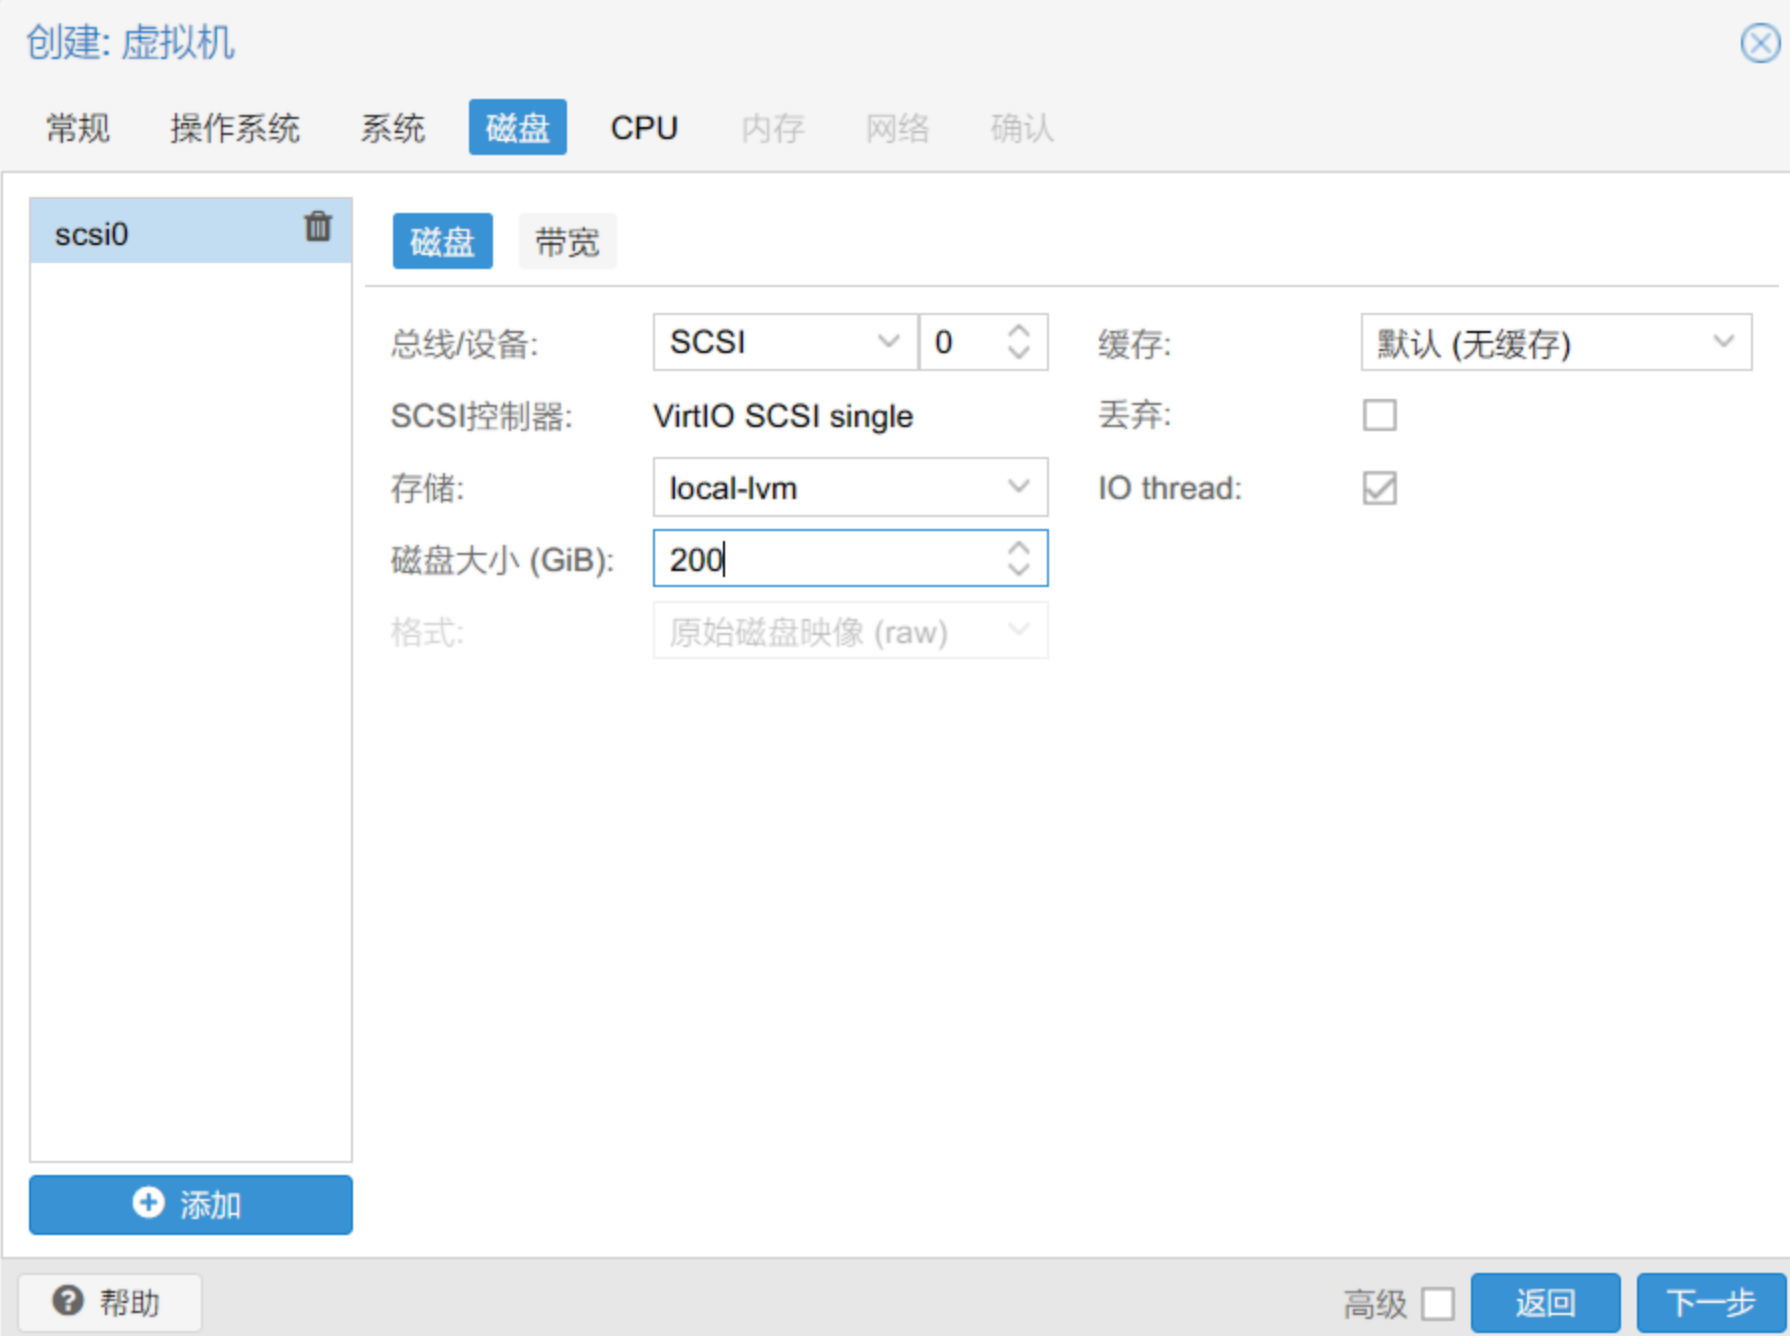 创建: 虚拟机
常规 操作系统 系统 磁盘 CPU 内存 网络 确认
scsi0
磁盘 带宽
总线/设备: SCSI 0 缓存: 默认 (无缓存)
SCSI控制器: VirtIO SCSI single 丢弃:
存储: local-lvm IO thread:
磁盘大小 (GiB): 200
格式: 原始磁盘映像 (raw)
添加
帮助 高级 返回 下一步